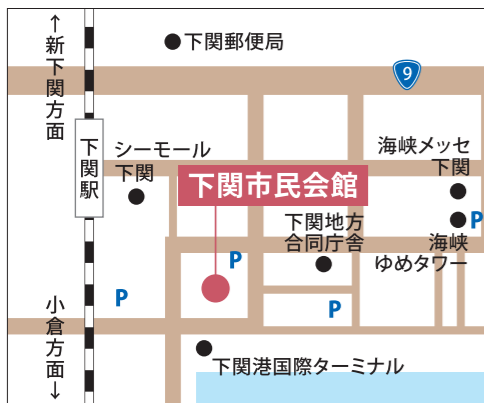 ↑新下関方面
下関郵便局
9
下関駅
シーモール
下関
海峡メッセ
下関
下関市民会館
下関地方
合同庁舎
P
海峡
ゆめタワー
P
P
P
小倉方面↓
下関港国際ターミナル